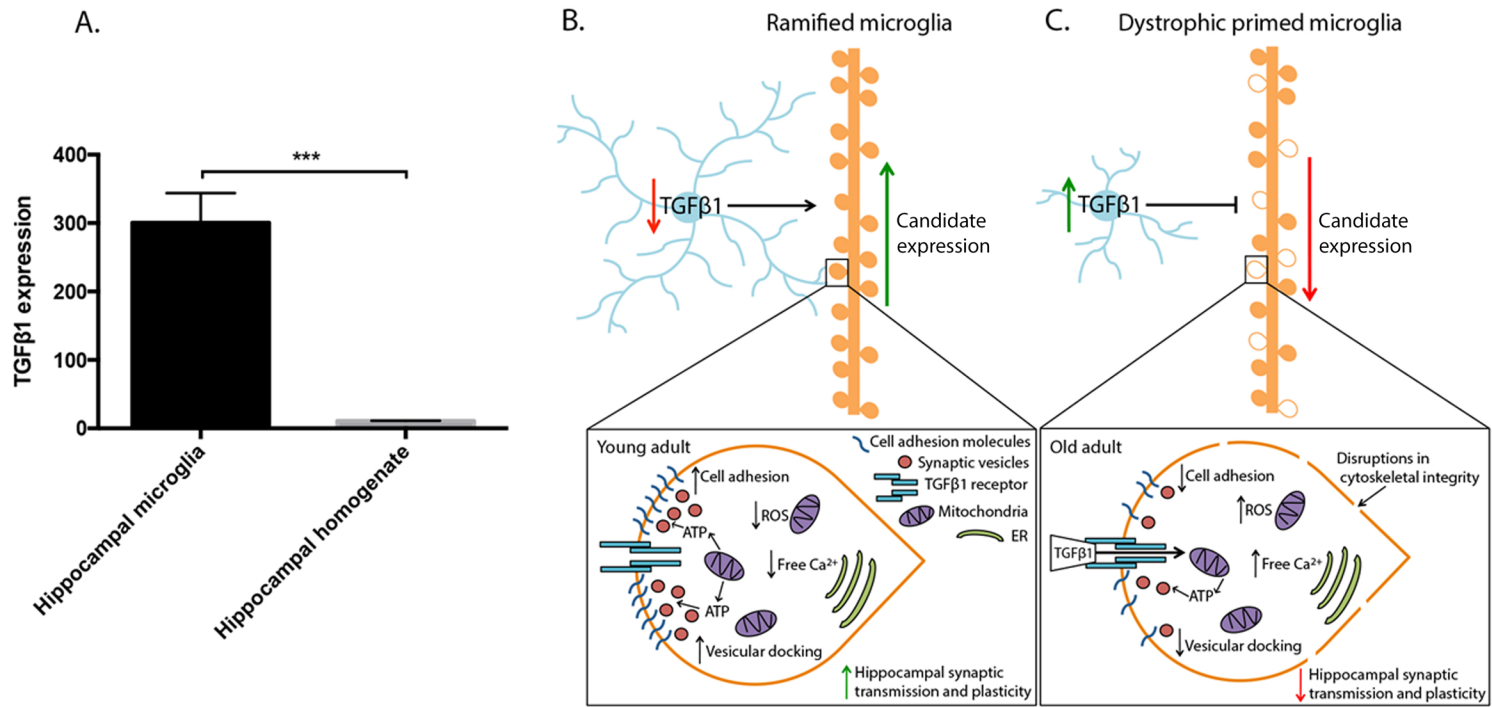 A.
TGFβ1 expression
400
300
200
100
0
***
Hippocampal microglia
Hippocampal homogenate
B.
Ramified microglia
TGFβ1
Candidate
expression
Young adult
Cell adhesion molecules
Synaptic vesicles
TGFβ1 receptor
Mitochondria
ER
Cell adhesion
ROS
ATP
Free Ca²⁺
ATP
Vesicular docking
Hippocampal synaptic
transmission and plasticity
C.
Dystrophic primed microglia
TGFβ1
Candidate
expression
Old adult
Disruptions in
cytoskeletal integrity
Cell adhesion
ROS
TGFβ1
Free Ca²⁺
ATP
Vesicular docking
Hippocampal synaptic
transmission and plasticity